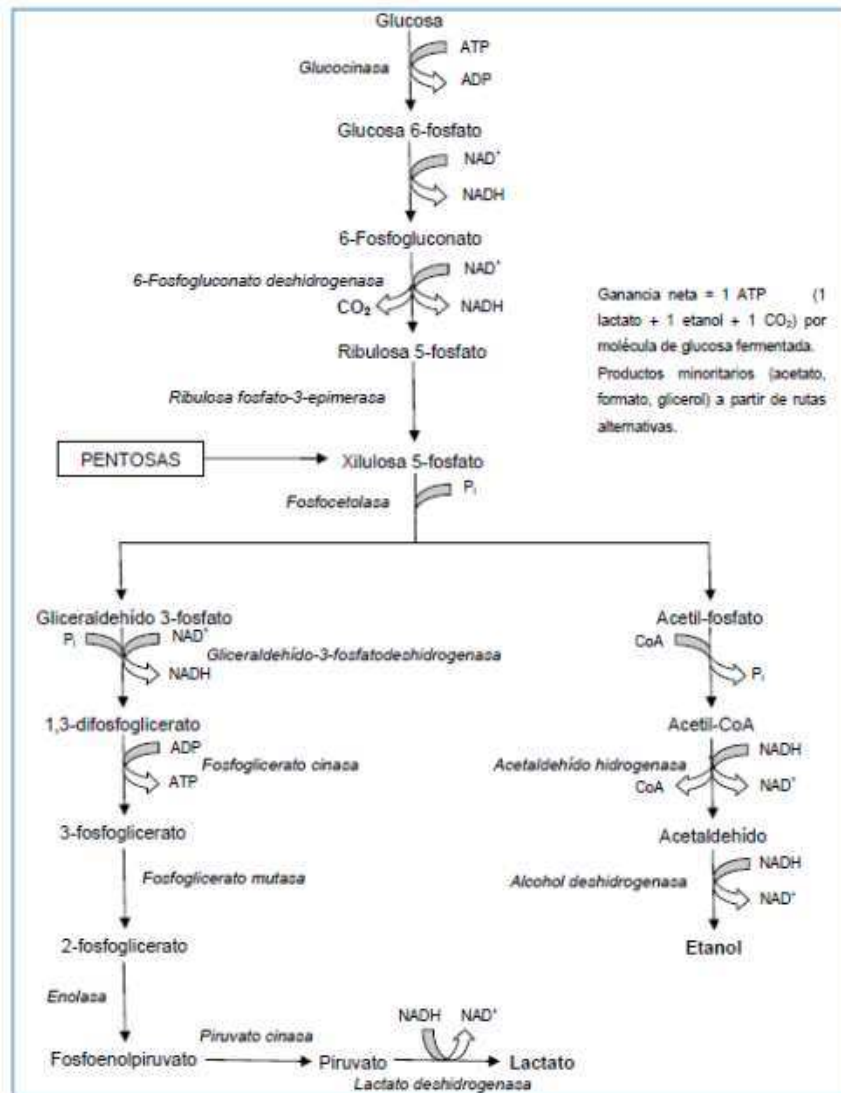 Glucosa
ATP
Glucocinasa
ADP
Glucosa 6-fosfato
NAD⁺
NADH
6-Fosfogluconato
6-Fosfogluconato deshidrogenasa
NAD⁺
CO₂
NADH
Ribulosa 5-fosfato
Ribulosa fosfato-3-epimerasa
Ganancia neta = 1 ATP (1
lactato + 1 etanol + 1 CO₂) por
molécula de glucosa fermentada.
Productos minoritarios (acetato,
formato, glicerol) a partir de rutas
alternativas.
PENTOSAS
Xilulosa 5-fosfato
Fosfocetolasa
Pᵢ
Gliceraldehído 3-fosfato
Pᵢ
NAD⁺
Gliceraldehído-3-fosfatodeshidrogenasa
NADH
1,3-difosfoglicerato
ADP
Fosfoglicerato cinasa
ATP
3-fosfoglicerato
Fosfoglicerato mutasa
2-fosfoglicerato
Enolasa
Fosfoenolpiruvato
Piruvato cinasa
Piruvato
NADH
NAD⁺
Lactato deshidrogenasa
Lactato
Acetil-fosfato
CoA
Pᵢ
Acetil-CoA
NADH
Acetaldehído hidrogenasa
CoA
NAD⁺
Acetaldehído
NADH
Alcohol deshidrogenasa
NAD⁺
Etanol